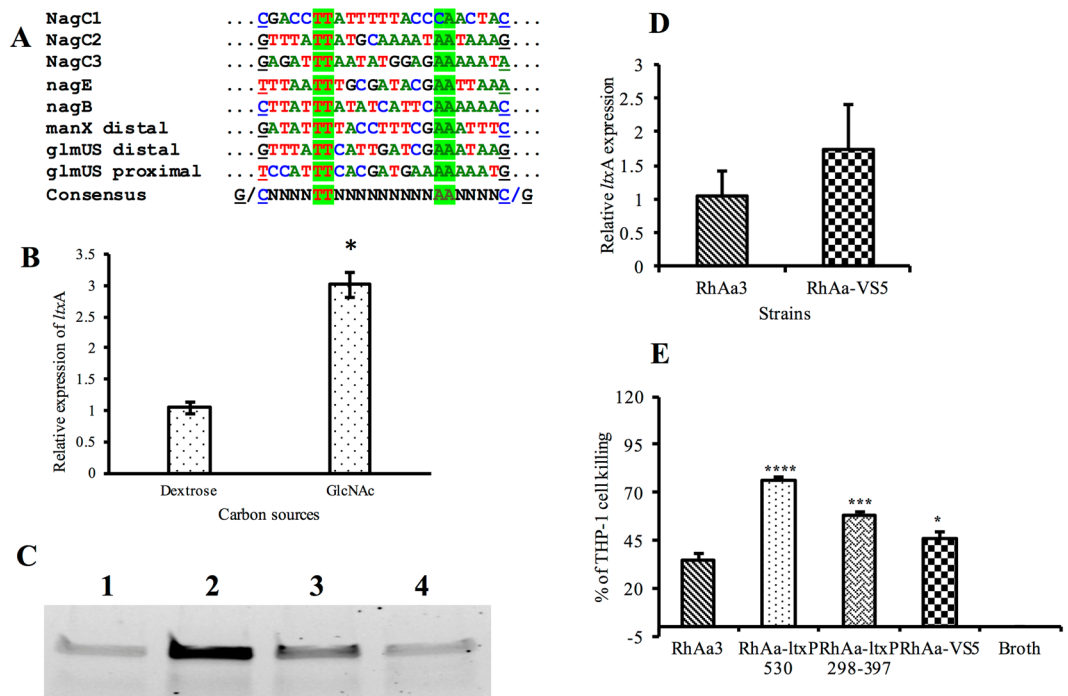 A
NagC1 ...CGACCTTATTTTTACCCAACTAC...
NagC2 ...GTTTATTATGCAAAATAATAAAG...
NagC3 ...GAGATTTAATATGGAGAAAAATA...
nagE ...TTTAATTTGCGATACGAATTAAA...
nagB ...CTTATTTATATCATTCAAAAAAC...
manX distal ...GATATTTTACCTTTCGAAATTTC...
glmUS distal ...GTTTATTCATTGATCGAAATAAG...
glmUS proximal ...TCCATTTCACGATGAAAAAAATG...
Consensus G/CNNNNTTNNNNNNNNNAANNNNC/G
B
Relative expression of ltxA
3.5
3
2.5
2
1.5
1
0.5
0
*
Dextrose GlcNAc
Carbon sources
C
1 2 3 4
D
Relative ltxA expression
3
2.5
2
1.5
1
0.5
0
RhAa3 RhAa-VS5
Strains
E
% of THP-1 cell killing
120
95
70
45
20
-5
****
***
*
RhAa3 RhAa-ltxP RhAa-ltxP RhAa-VS5 Broth
530 298-397